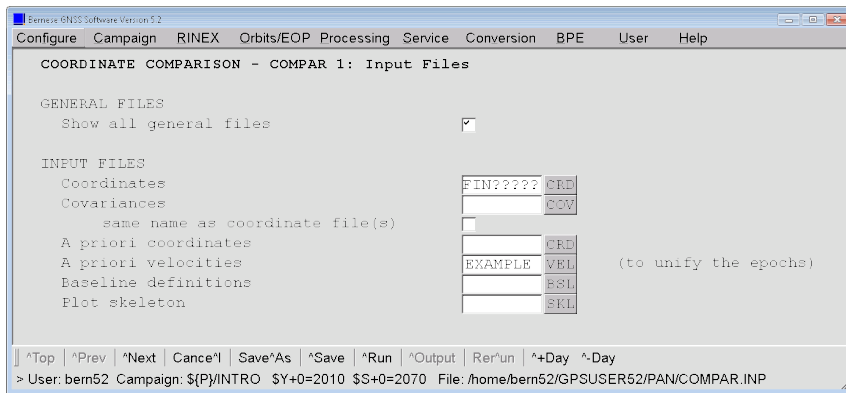 Bernese GNSS Software Version 5.2
Configure Campaign RINEX Orbits/EOP Processing Service Conversion BPE User Help
COORDINATE COMPARISON - COMPAR 1: Input Files
GENERAL FILES
Show all general files
INPUT FILES
Coordinates FIN????? CRD
Covariances COV
same name as coordinate file(s)
A priori coordinates CRD
A priori velocities EXAMPLE VEL (to unify the epochs)
Baseline definitions BSL
Plot skeleton SKL
^Top ^Prev ^Next Cance^l Save^As ^Save ^Run ^Output Rer^un ^+Day ^-Day
> User: bern52 Campaign: ${P}/INTRO $Y+0=2010 $S+0=2070 File: /home/bern52/GPSUSER52/PAN/COMPAR.INP